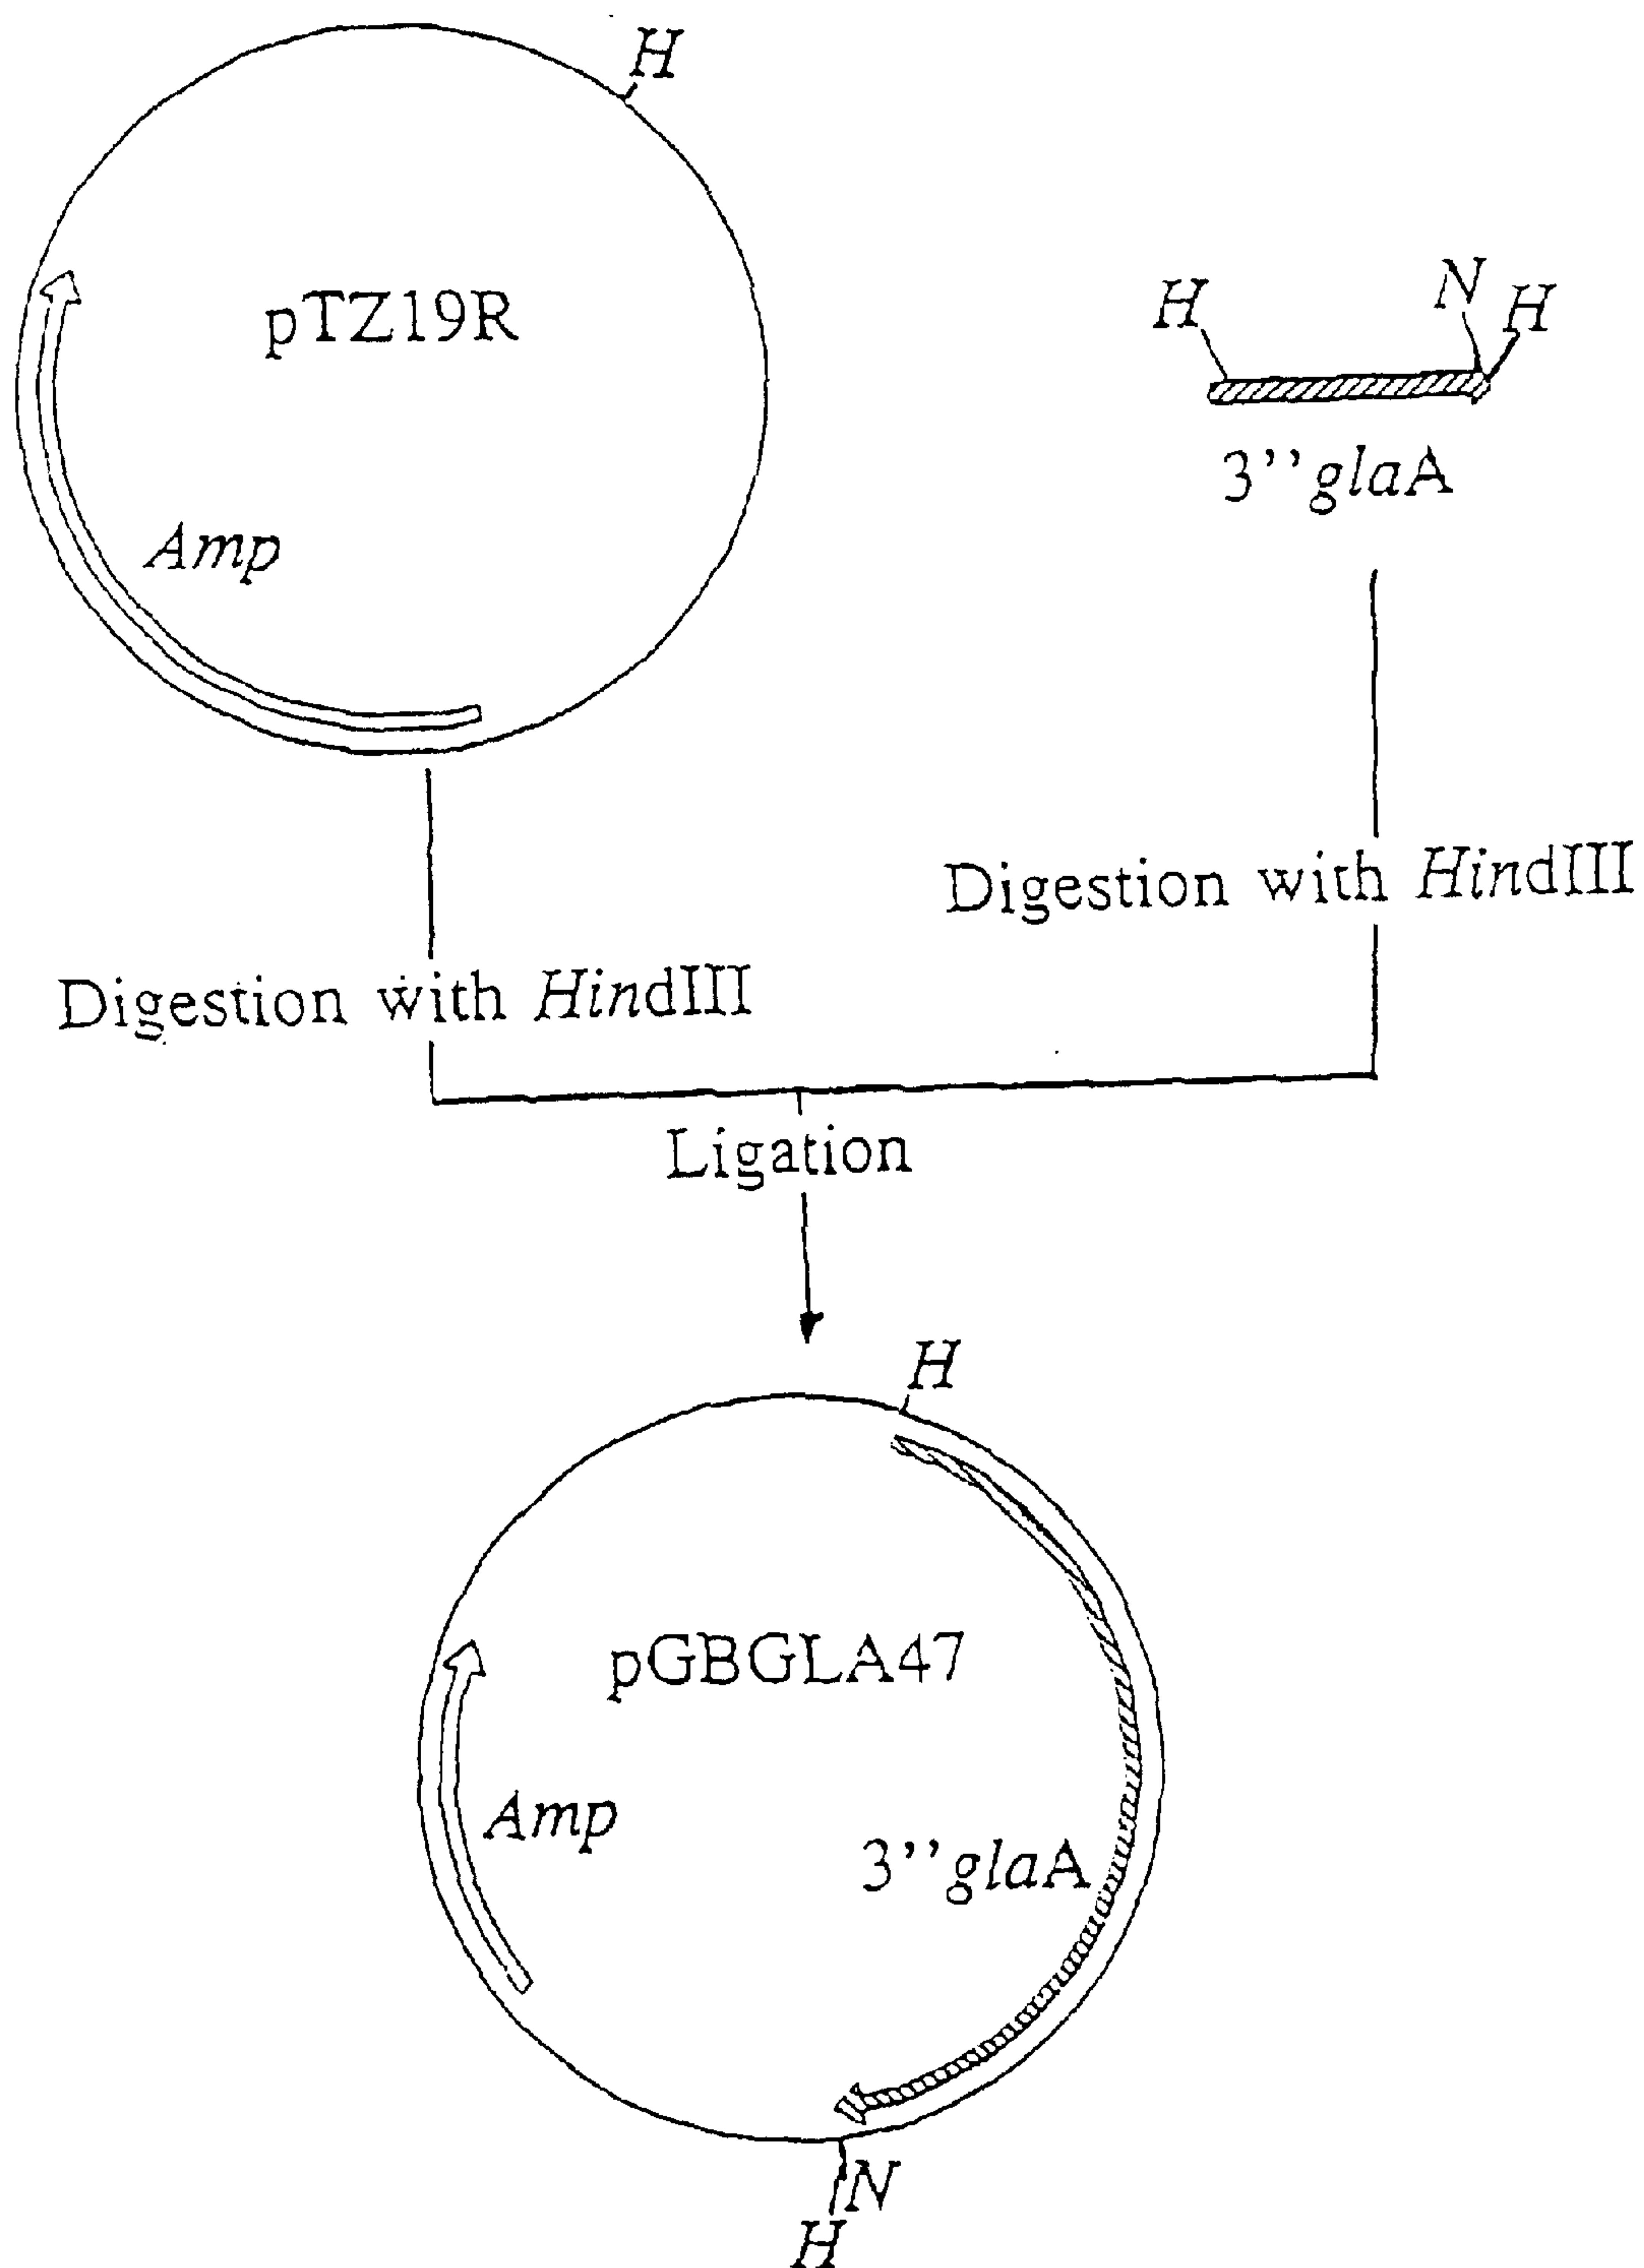 H
pTZ19R
Amp
H
N
H
3’’glaA
Digestion with HindIII
Digestion with HindIII
Ligation
H
pGBGLA47
Amp
3’’glaA
N
H